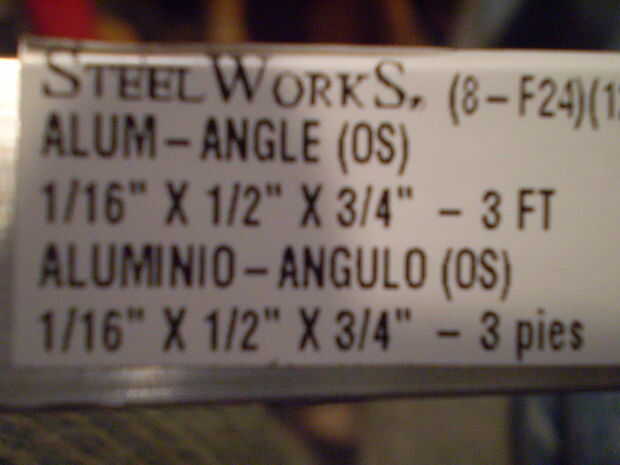 STEELWORKS, (8-F24)
ALUM-ANGLE (OS)
1/16" X 1/2" X 3/4" - 3 FT
ALUMINIO-ANGULO (OS)
1/16" X 1/2" X 3/4" - 3 pies